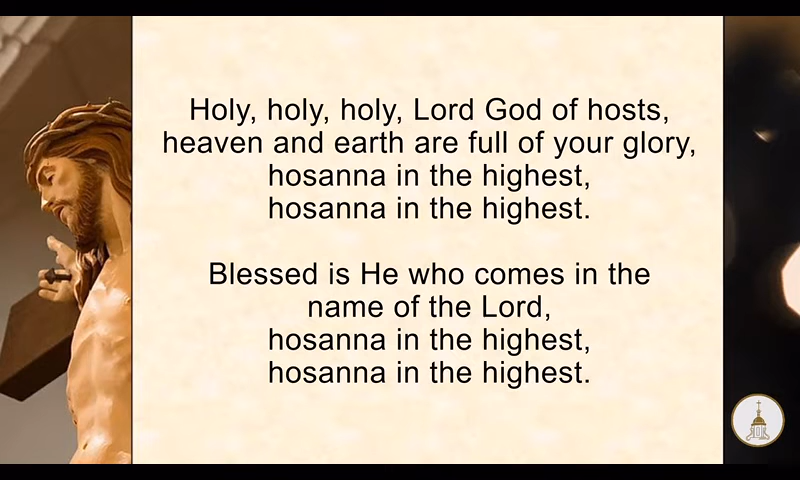 Holy, holy, holy, Lord God of hosts,
heaven and earth are full of your glory,
hosanna in the highest,
hosanna in the highest.
Blessed is He who comes in the
name of the Lord,
hosanna in the highest,
hosanna in the highest.